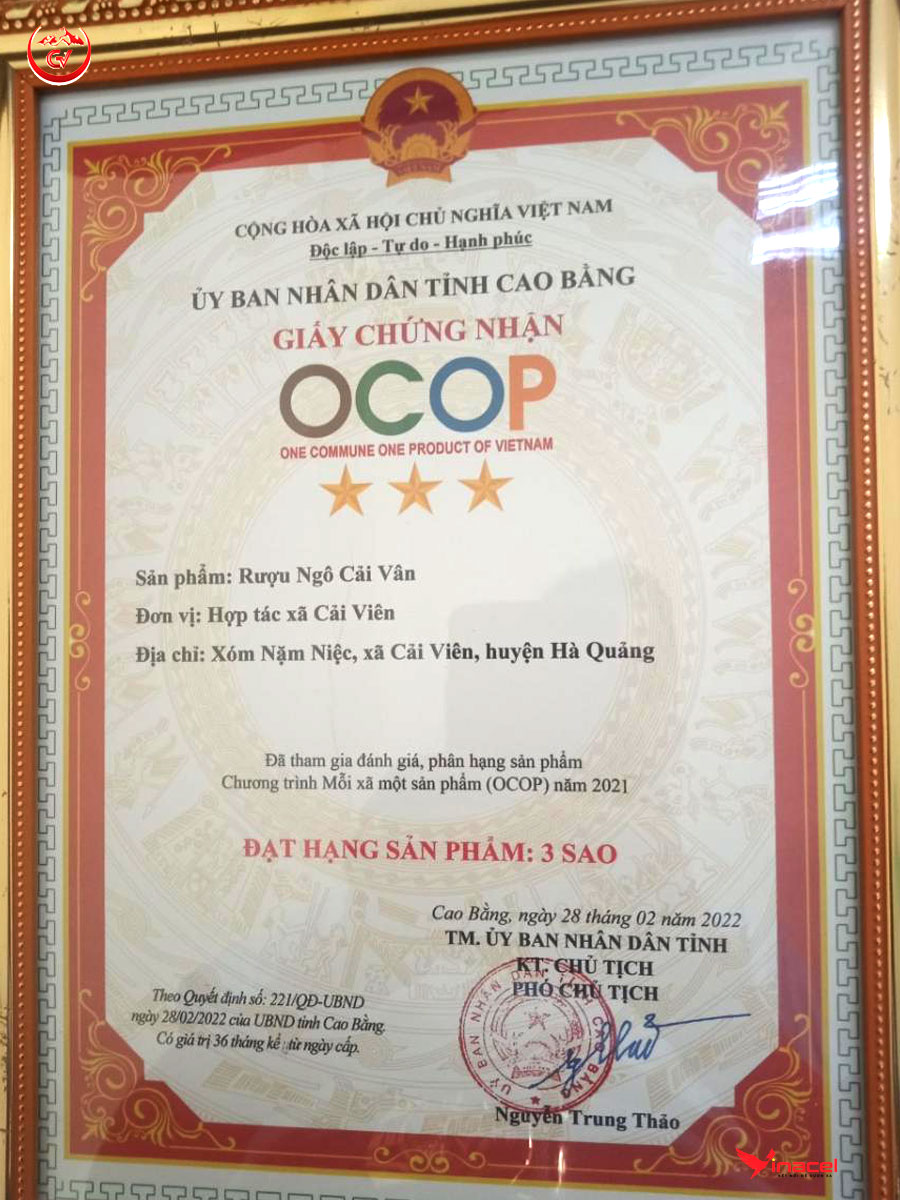 CV
CỘNG HÒA XÃ HỘI CHỦ NGHĨA VIỆT NAM
Độc lập - Tự do - Hạnh phúc
ỦY BAN NHÂN DÂN TỈNH CAO BẰNG
GIẤY CHỨNG NHẬN
OCOP
ONE COMMUNE ONE PRODUCT OF VIETNAM
Sản phẩm: Rượu Ngô Cải Vân
Đơn vị: Hợp tác xã Cải Viên
Địa chỉ: Xóm Nặm Niệc, xã Cải Viên, huyện Hà Quảng
Đã tham gia đánh giá, phân hạng sản phẩm
Chương trình Mỗi xã một sản phẩm (OCOP) năm 2021
ĐẠT HẠNG SẢN PHẨM: 3 SAO
Cao Bằng, ngày 28 tháng 02 năm 2022
TM. ỦY BAN NHÂN DÂN TỈNH
KT. CHỦ TỊCH
PHÓ CHỦ TỊCH
Theo Quyết định số: 221/QĐ-UBND
ngày 28/02/2022 của UBND tỉnh Cao Bằng.
Có giá trị 36 tháng kể từ ngày cấp.
Nguyễn Trung Thảo
Vinacel